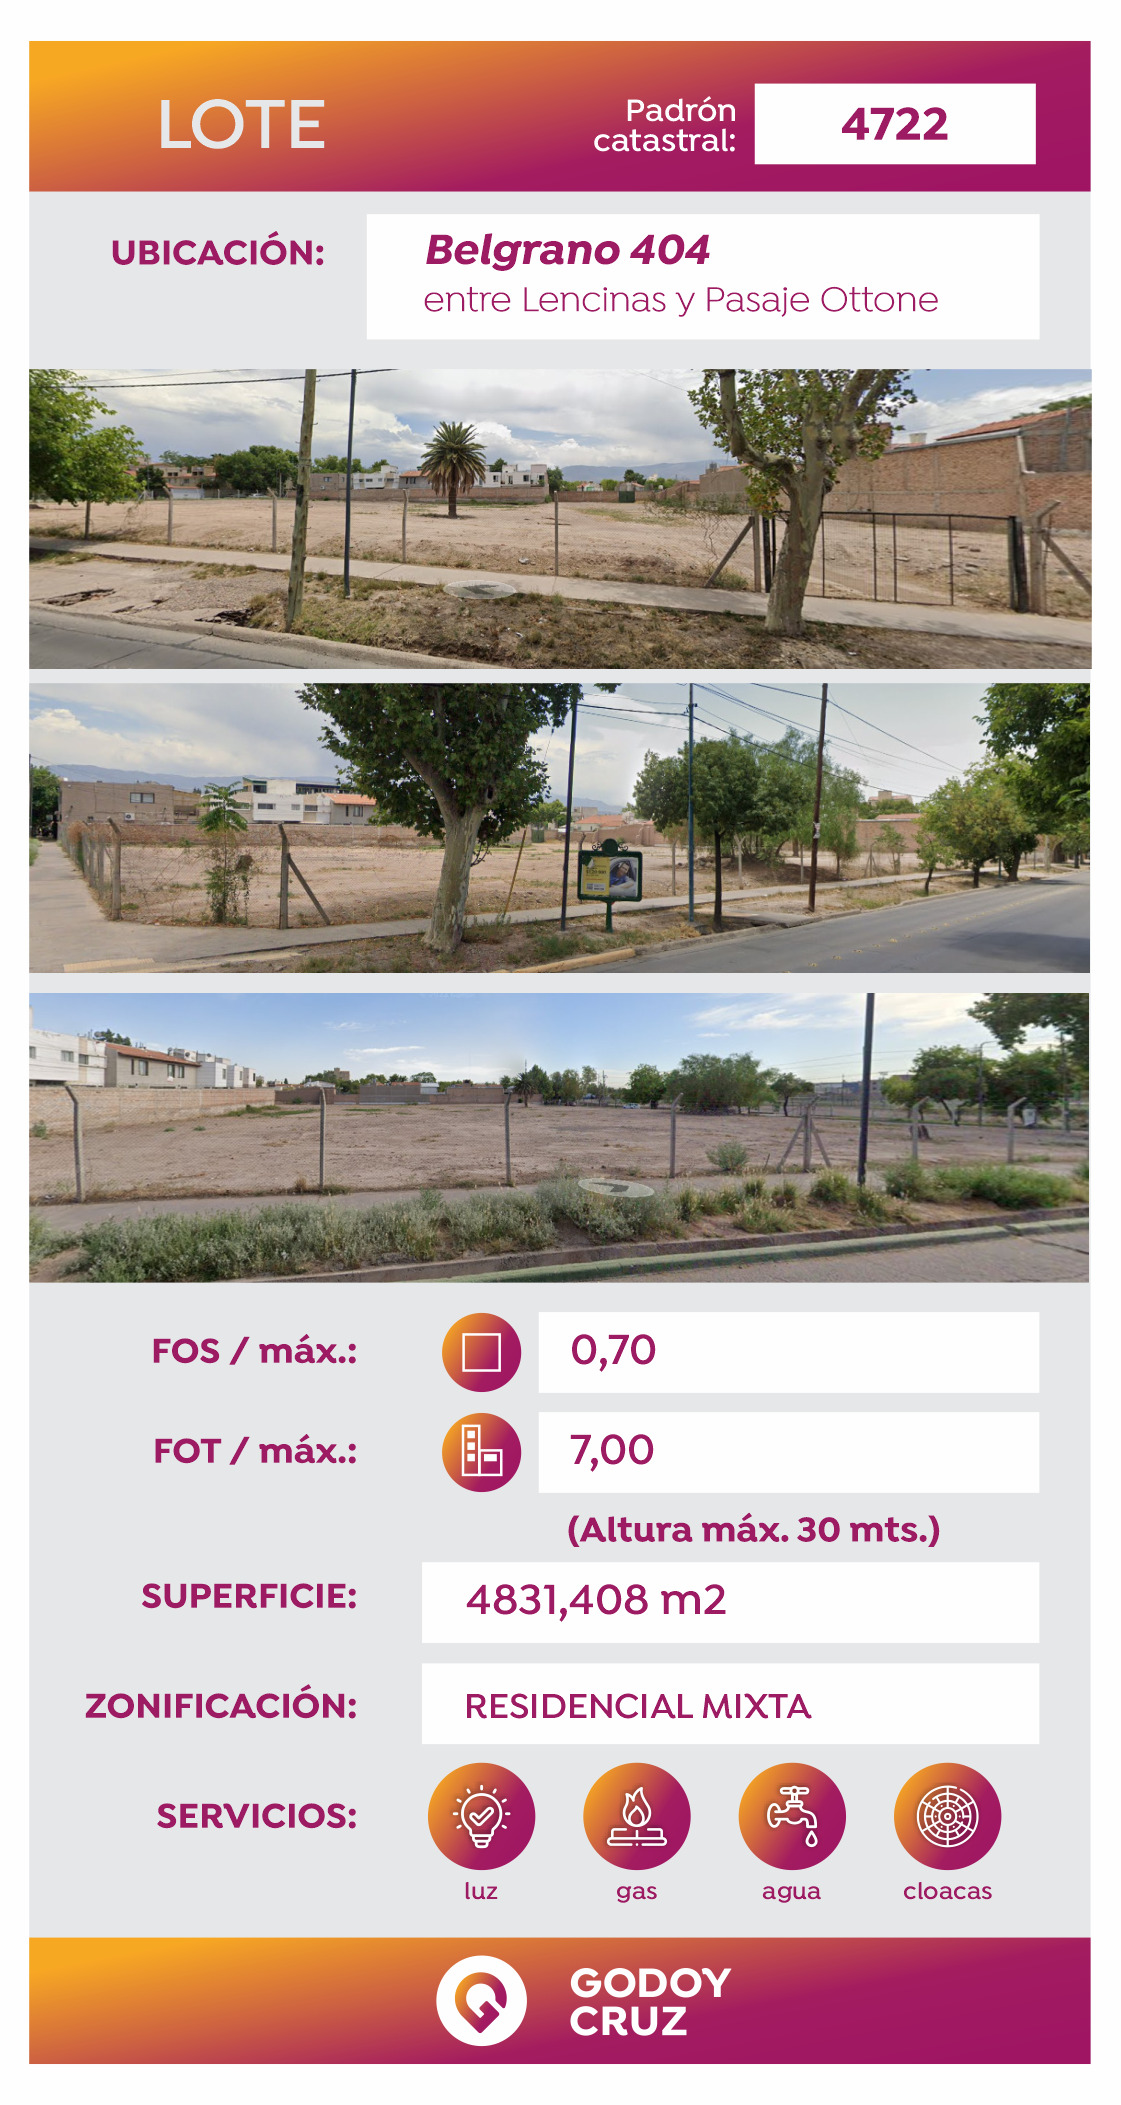 LOTE
Padrón
catastral:
4722
UBICACIÓN:
Belgrano 404
entre Lencinas y Pasaje Ottone
FOS / máx.:
0,70
FOT / máx.:
7,00
(Altura máx. 30 mts.)
SUPERFICIE:
4831,408 m2
ZONIFICACIÓN:
RESIDENCIAL MIXTA
SERVICIOS:
luz
gas
agua
cloacas
GODOY
CRUZ